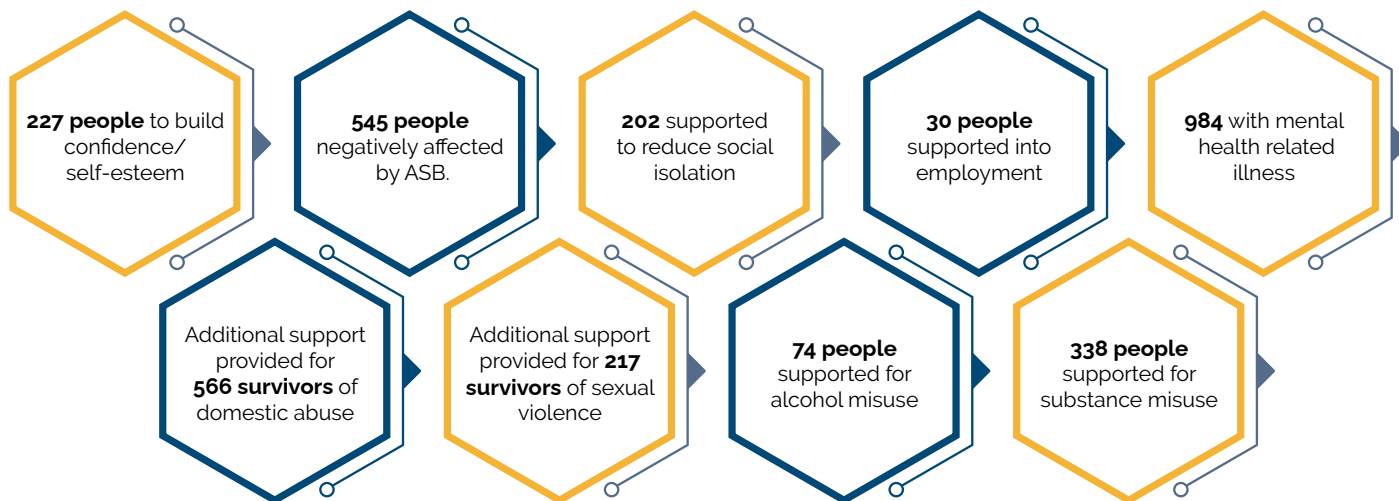 227 people to build
confidence/
self-esteem
545 people
negatively affected
by ASB.
202 supported
to reduce social
isolation
30 people
supported into
employment
984 with mental
health related
illness
Additional support
provided for
566 survivors of
domestic abuse
Additional support
provided for 217
survivors of sexual
violence
74 people
supported for
alcohol misuse
338 people
supported for
substance misuse